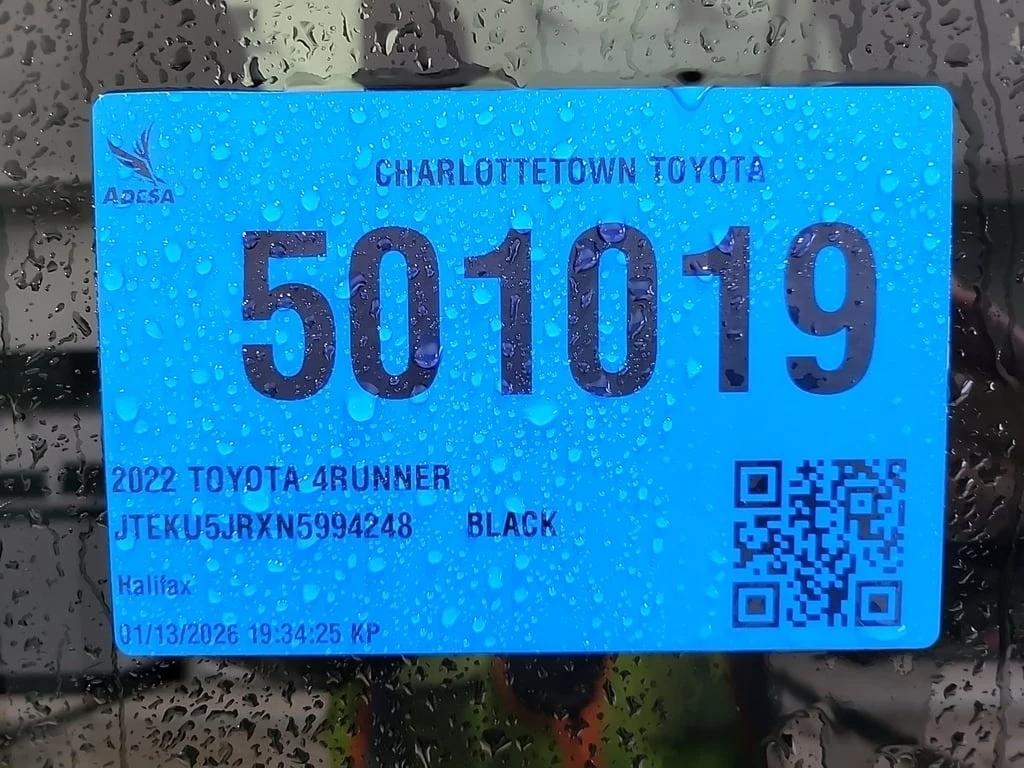 ADESA
CHARLOTTETOWN TOYOTA
501019
2022 TOYOTA 4RUNNER
JTEKU5JRXN5994248 BLACK
Halifax
01/13/2026 19:34:25 KP